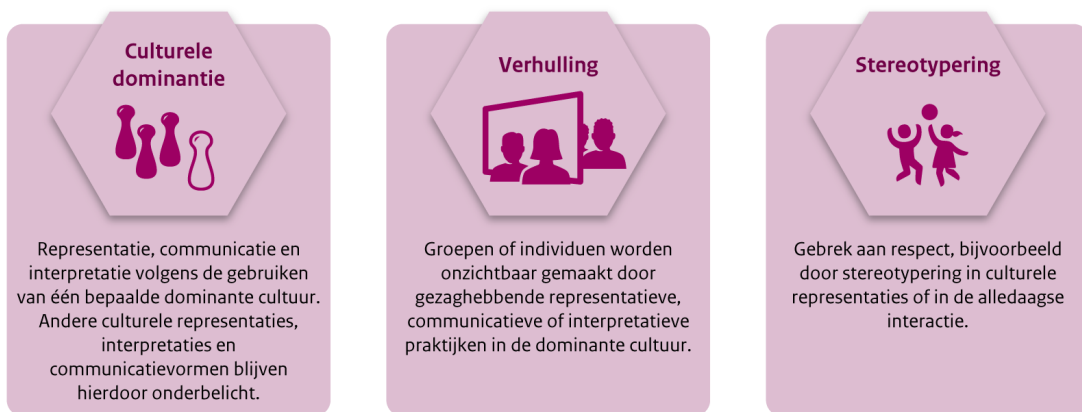 Culturele
dominantie
Representatie, communicatie en
interpretatie volgens de gebruiken
van één bepaalde dominante cultuur.
Andere culturele representaties,
interpretaties en
communicatievormen blijven
hierdoor onderbelicht.
Verhulling
Groepen of individuen worden
onzichtbaar gemaakt door
gezaghebbende representatieve,
communicatieve of interpretatieve
praktijken in de dominante cultuur.
Stereotypering
Gebrek aan respect, bijvoorbeeld
door stereotypering in culturele
representaties of in de alledaagse
interactie.